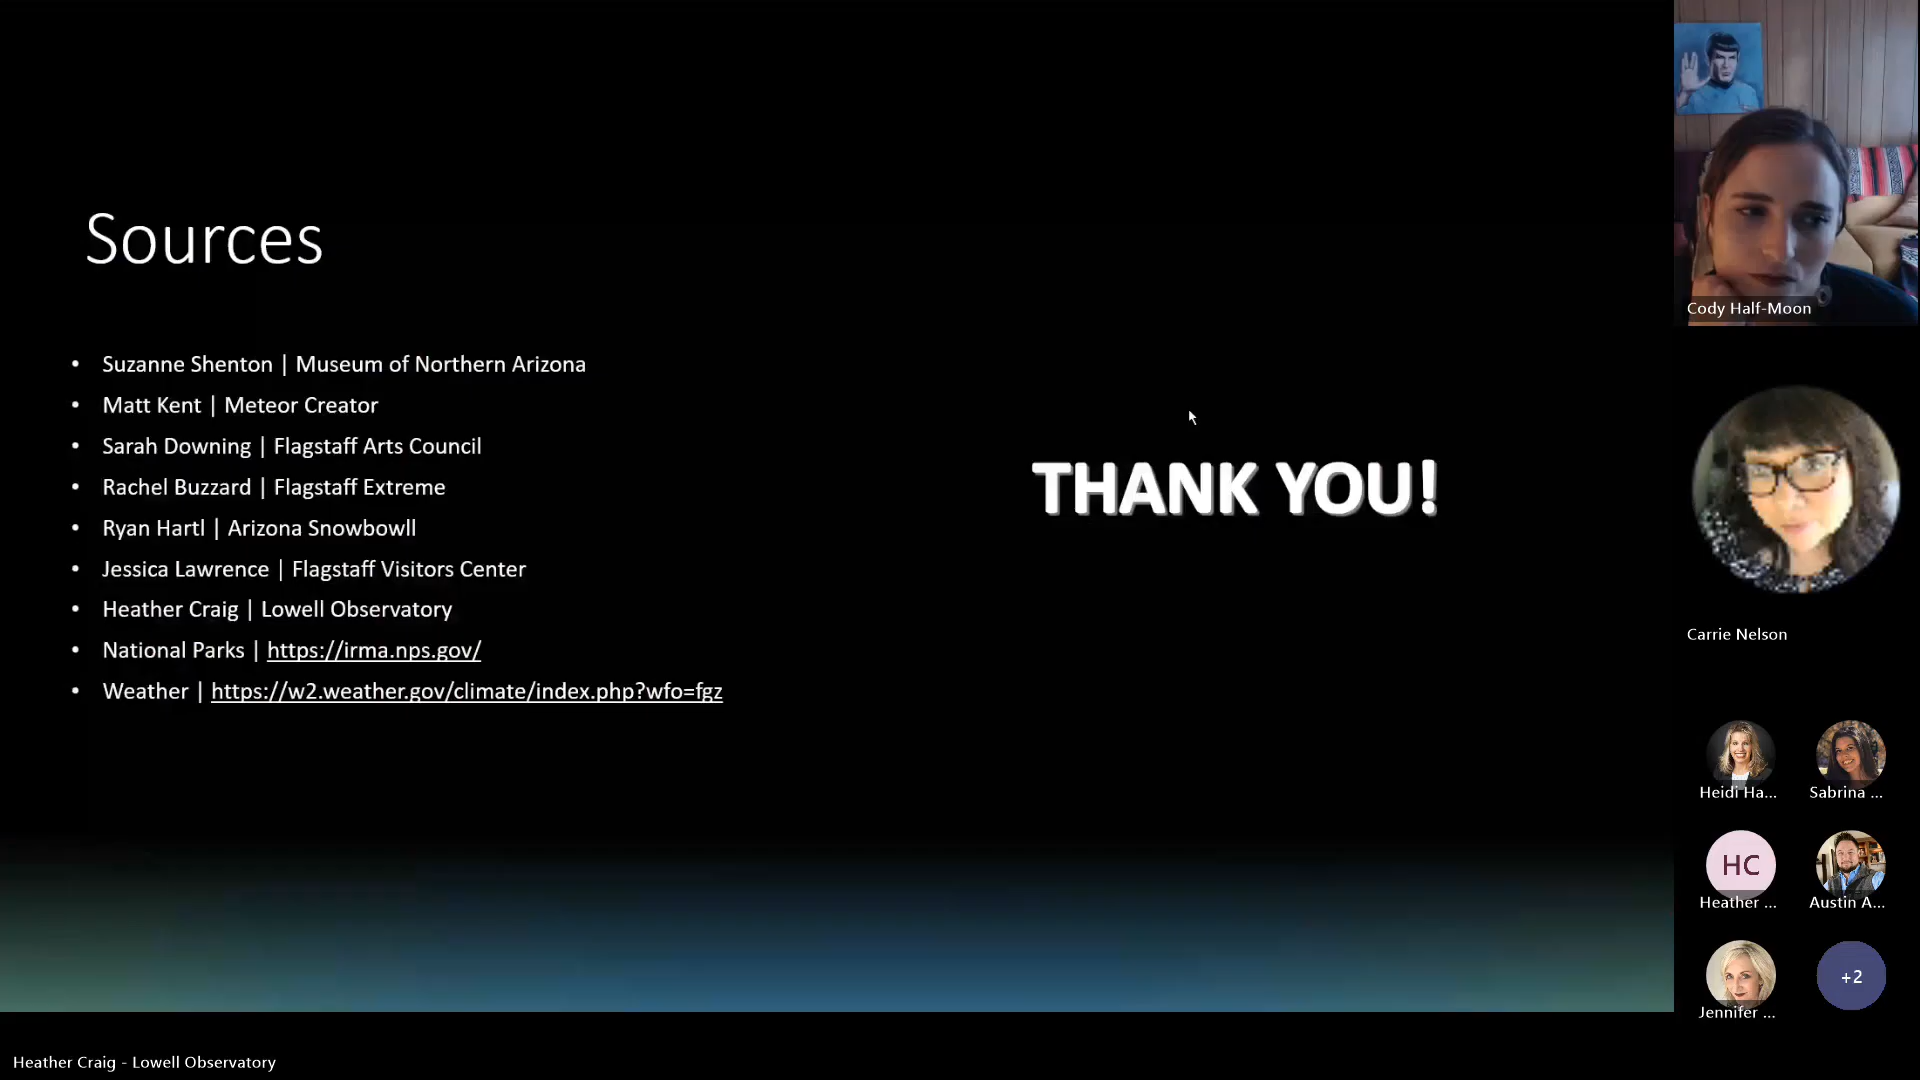 Sources
• Suzanne Shenton | Museum of Northern Arizona
• Matt Kent | Meteor Creator
• Sarah Downing | Flagstaff Arts Council
• Rachel Buzzard | Flagstaff Extreme
• Ryan Hartl | Arizona Snowbowll
• Jessica Lawrence | Flagstaff Visitors Center
• Heather Craig | Lowell Observatory
• National Parks | https://irma.nps.gov/
• Weather | https://w2.weather.gov/climate/index.php?wfo=fgz
THANK YOU!
Cody Half-Moon
Carrie Nelson
Heidi Ha...
Sabrina ...
HC
Heather ...
Austin A...
Jennifer ...
+2
Heather Craig - Lowell Observatory